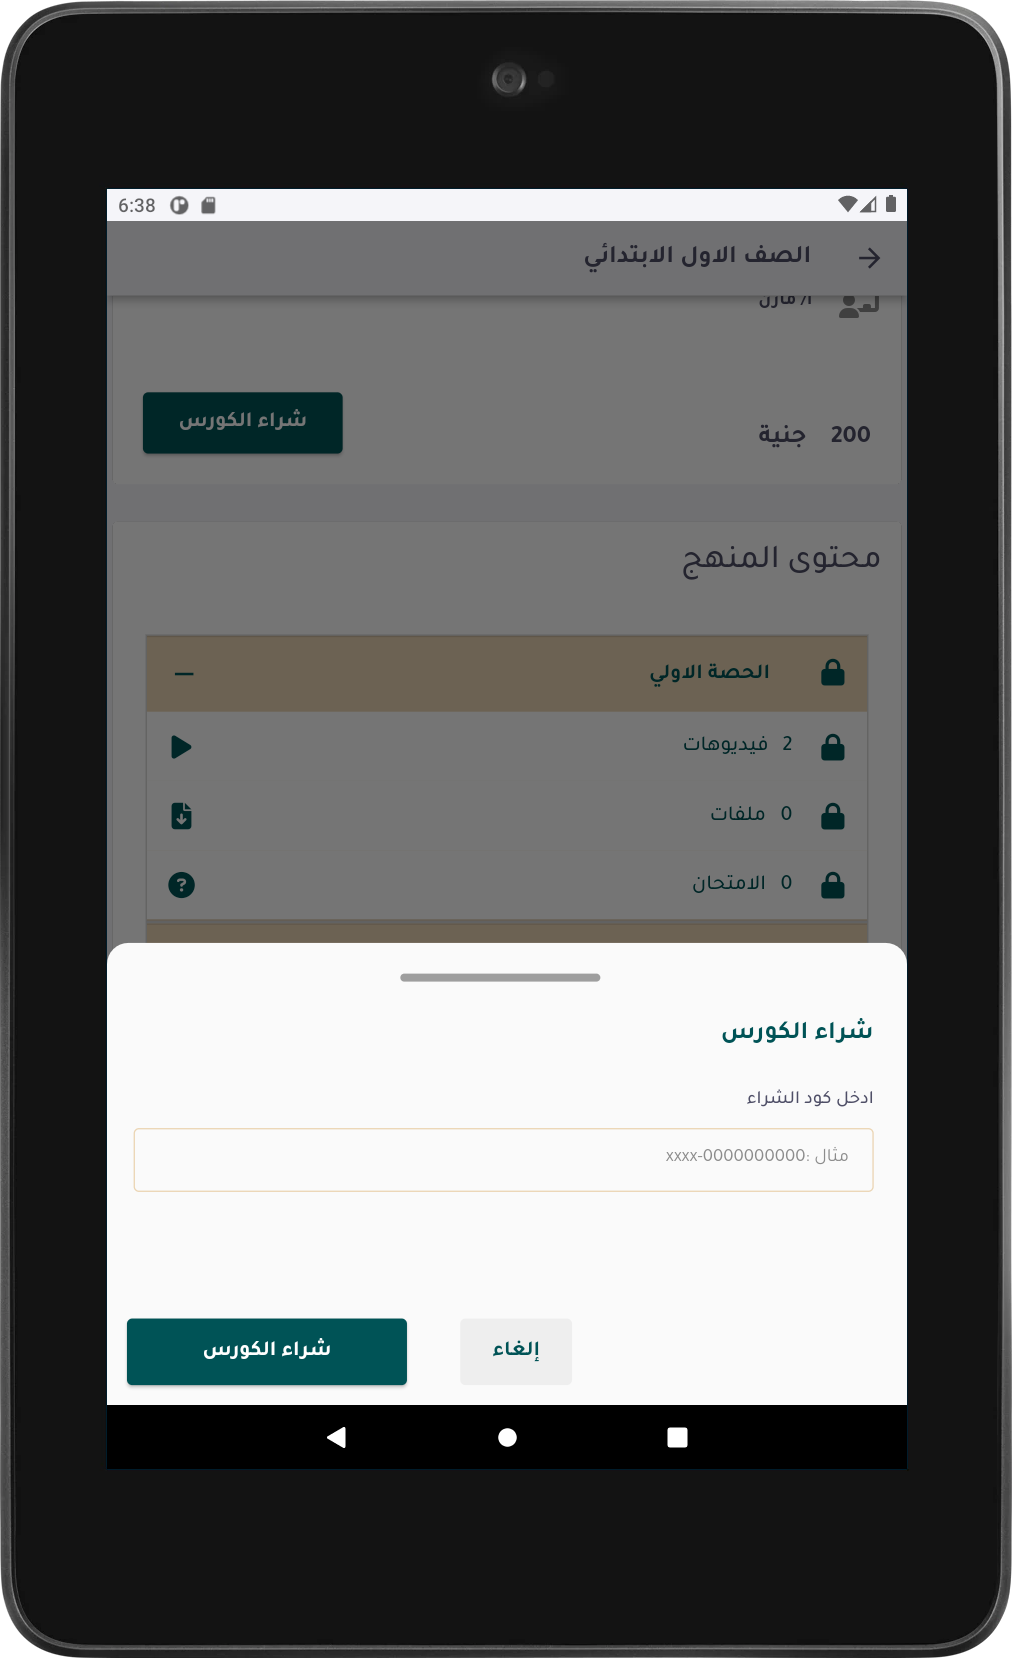 6:38
الصف الاول الابتدائي
ا/ مازن
200 جنية
شراء الكورس
محتوى المنهج
الحصة الاولي
2 فيديوهات
0 ملفات
0 الامتحان
شراء الكورس
ادخل كود الشراء
مثال :0000000000-xxxx
إلغاء
شراء الكورس